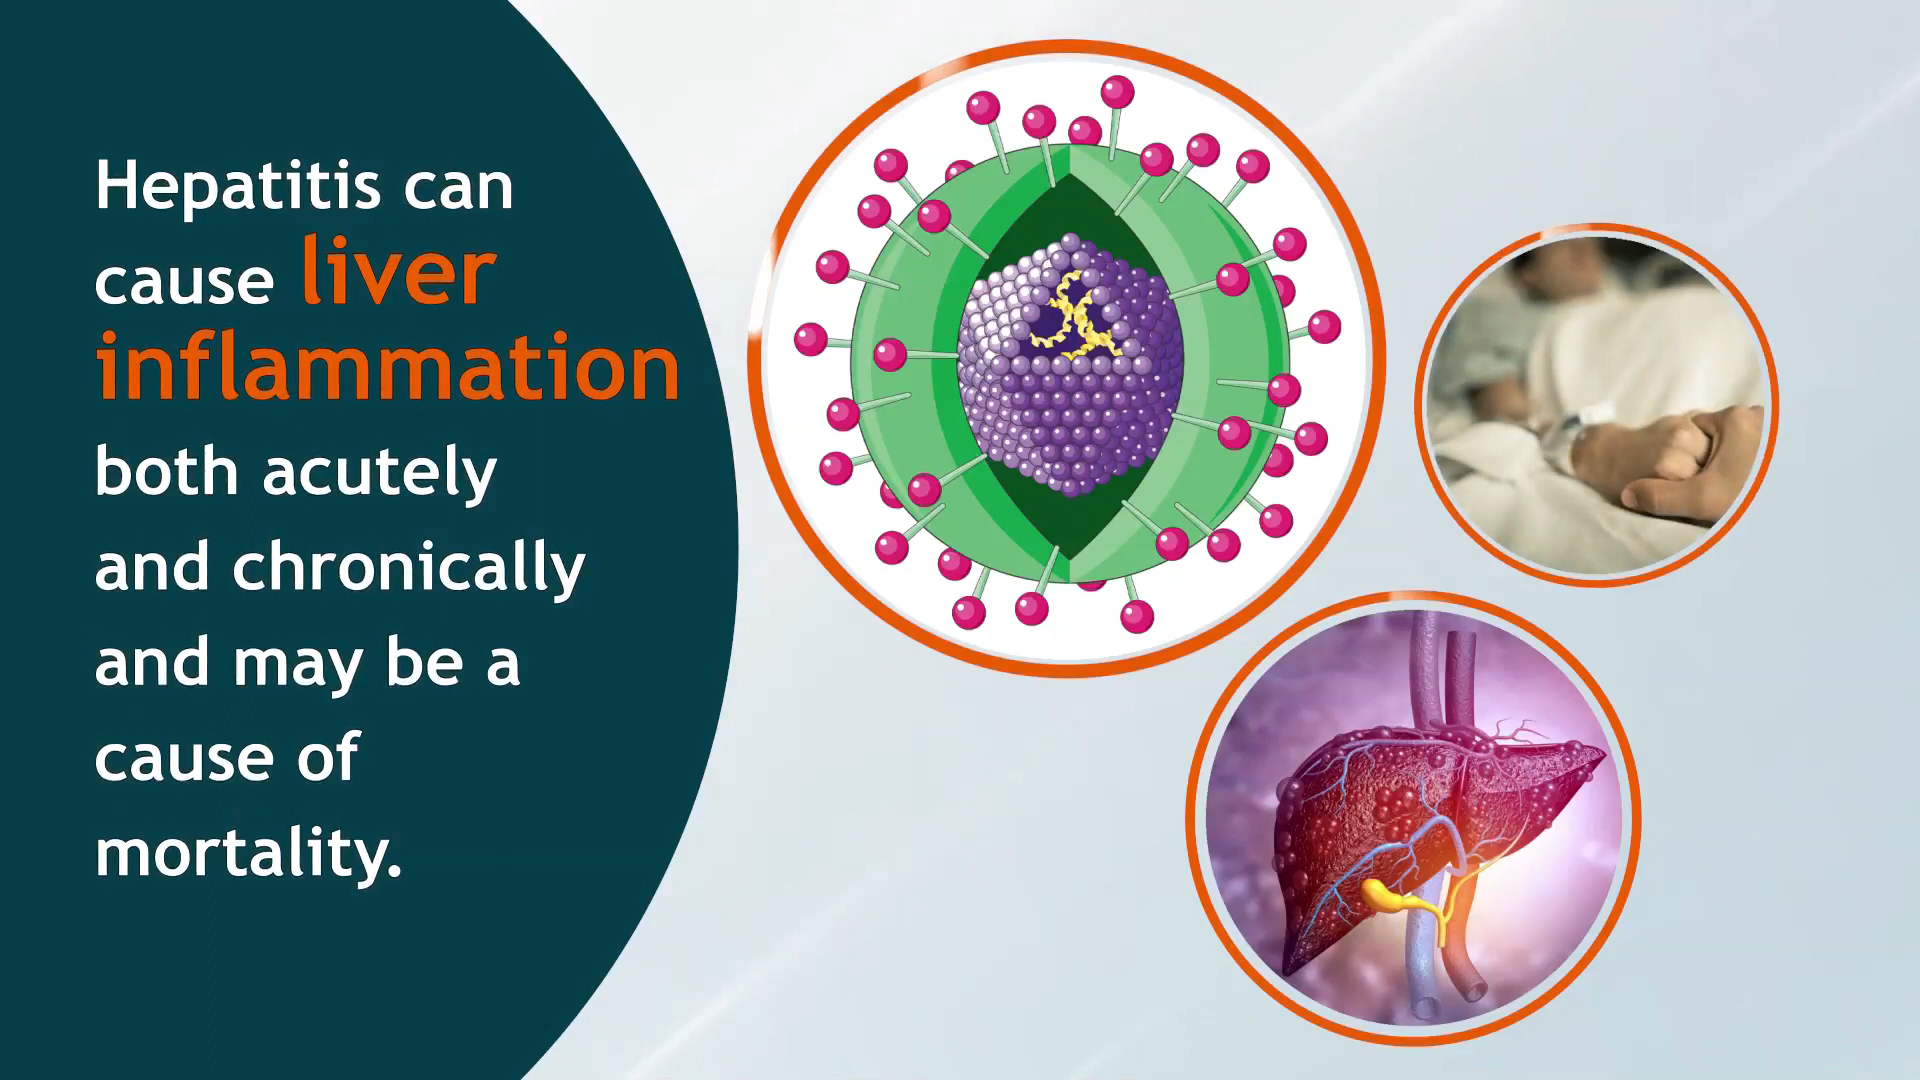 Hepatitis can
cause liver
inflammation
both acutely
and chronically
and may be a
cause of
mortality.